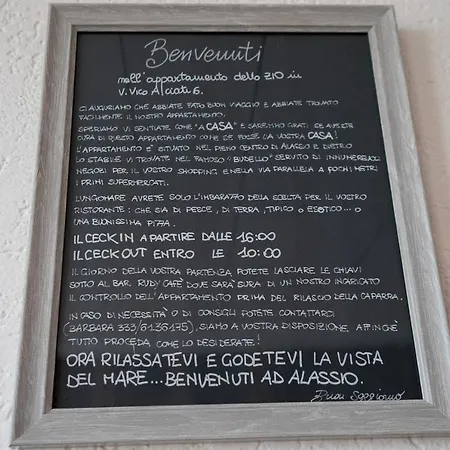 Benvenuti
nell'appartamento dello ZIO in
V. Vico Alciati 6.
CI AUGURIAMO CHE ABBIATE FATTO BUON VIAGGIO E ABBIATE TROVATO
FACILMENTE IL NOSTRO APPARTAMENTO.
SPERIAMO VI SENTIATE COME "A CASA" E SAREMMO GRATI SE AVESTE
CURA DI QUESTO APPARTAMENTO COME SE FOSSE LA VOSTRA CASA!
L'APPARTAMENTO E' SITUATO NEL PIENO CENTRO DI ALASSIO E DIETRO
LO STABILE VI TROVATE NEL FAMOSO "BUDELLO" SERVITO DI INNUMEREVOLI
NEGOZI PER IL VOSTRO SHOPPING E NELLA VIA PARALLELA A POCHI METRI
I PRIMI SUPERMERCATI.
LUNGOMARE AVRETE SOLO L'IMBARAZZO DELLA SCELTA PER IL VOSTRO
RISTORANTE: CHE SIA DI PESCE, DI TERRA, TIPICO O ESOTICO... O
UNA BUONISSIMA PIZZA.
IL CECK IN A PARTIRE DALLE 16:00
IL CECK OUT ENTRO LE 10:00
IL GIORNO DELLA VOSTRA PARTENZA POTETE LASCIARE LE CHIAVI
SOTTO AL BAR RUDY CAFE' DOVE SARA' CURA DI UN NOSTRO INCARICATO
IL CONTROLLO DELL'APPARTAMENTO PRIMA DEL RILASCIO DELLA CAPARRA.
IN CASO DI NECESSITA' O DI CONSIGLI POTETE CONTATTARCI
(BARBARA 333/6136175), SIAMO A VOSTRA DISPOSIZIONE AFFINCHE'
TUTTO PROCEDA COME LO DESIDERATE!
ORA RILASSATEVI E GODETEVI LA VISTA
DEL MARE... BENVENUTI AD ALASSIO.
Buon Soggiorno